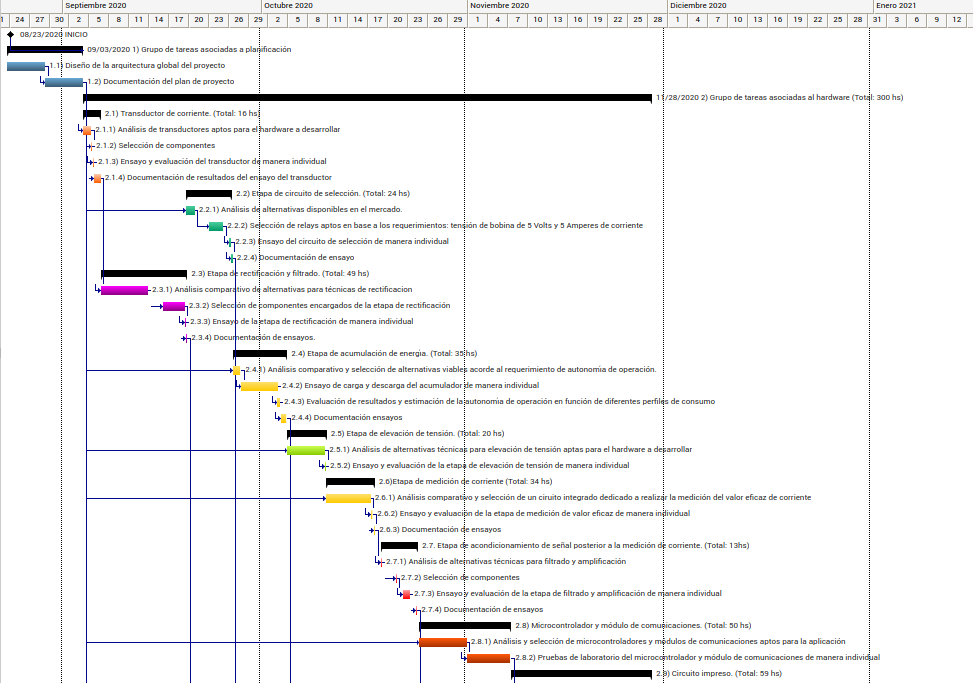 Septiembre 2020 Octubre 2020 Noviembre 2020 Diciembre 2020 Enero 2021
1 24 27 30 2 5 8 11 14 17 20 23 26 29 2 5 8 11 14 17 20 23 26 29 1 4 7 10 13 16 19 22 25 28 1 4 7 10 13 16 19 22 25 28 31 3 6 9 12
08/23/2020 INICIO
09/03/2020 1) Grupo de tareas asociadas a planificación
1.1) Diseño de la arquitectura global del proyecto
1.2) Documentación del plan de proyecto
11/28/2020 2) Grupo de tareas asociadas al hardware (Total: 300 hs)
2.1) Transductor de corriente. (Total: 16 hs)
2.1.1) Análisis de transductores aptos para el hardware a desarrollar
2.1.2) Selección de componentes
2.1.3) Ensayo y evaluación del transductor de manera individual
2.1.4) Documentación de resultados del ensayo del transductor
2.2) Etapa de circuito de selección. (Total: 24 hs)
2.2.1) Análisis de alternativas disponibles en el mercado.
2.2.2) Selección de relays aptos en base a los requerimientos: tensión de bobina de 5 Volts y 5 Amperes de corriente
2.2.3) Ensayo del circuito de selección de manera individual
2.2.4) Documentación de ensayo
2.3) Etapa de rectificación y filtrado. (Total: 49 hs)
2.3.1) Análisis comparativo de alternativas para técnicas de rectificacion
2.3.2) Selección de componentes encargados de la etapa de rectificación
2.3.3) Ensayo de la etapa de rectificación de manera individual
2.3.4) Documentación de ensayos.
2.4) Etapa de acumulación de energía. (Total: 35 hs)
2.4.1) Análisis comparativo y selección de alternativas viables acorde al requerimiento de autonomia de operación.
2.4.2) Ensayo de carga y descarga del acumulador de manera individual
2.4.3) Evaluación de resultados y estimación de la autonomia de operación en función de diferentes perfiles de consumo
2.4.4) Documentación ensayos
2.5) Etapa de elevación de tensión. (Total: 20 hs)
2.5.1) Análisis de alternativas técnicas para elevación de tensión aptas para el hardware a desarrollar
2.5.2) Ensayo y evaluación de la etapa de elevación de tensión de manera individual
2.6)Etapa de medición de corriente (Total: 34 hs)
2.6.1) Análisis comparativo y selección de un ciruito integrado dedicado a realizar la medición del valor eficaz de corriente
2.6.2) Ensayo y evaluación de la etapa de medición de valor eficaz de manera individual
2.6.3) Documentación de ensayos
2.7. Etapa de acondicionamiento de señal posterior a la medición de corriente. (Total: 13hs)
2.7.1) Análisis de alternativas técnicas para filtrado y amplificación
2.7.2) Selección de componentes
2.7.3) Ensayo y evaluación de la etapa de filtrado y amplificación de manera individual
2.7.4) Documentación de ensayos
2.8) Microcontrolador y módulo de comunicaciones. (Total: 50 hs)
2.8.1) Análisis y selección de microcontroladores y módulos de comunicaciones aptos para la aplicación
2.8.2) Pruebas de laboratorio del microcontrolador y módulo de comunicaciones de manera individual
2.9) Circuito impreso. (Total: 59 hs)